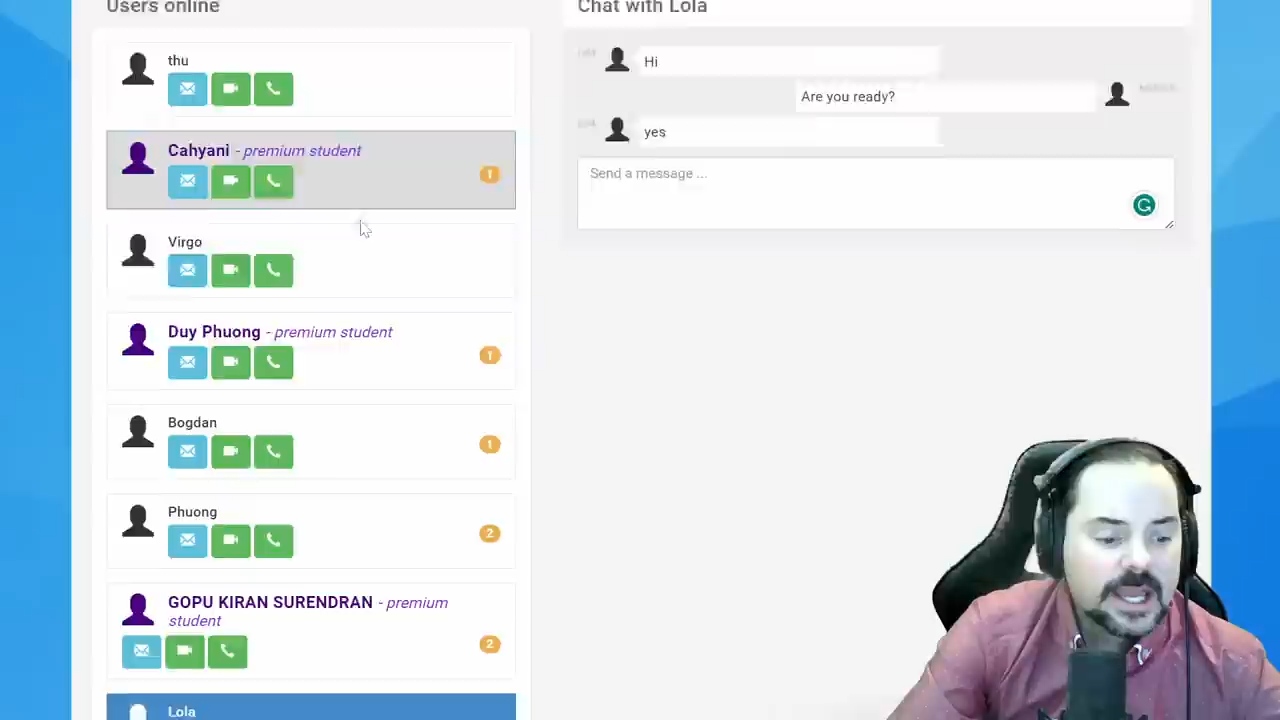 Users online
thu
Cahyani - premium student
1
Virgo
Duy Phuong - premium student
1
Bogdan
1
Phuong
2
GOPU KIRAN SURENDRAN - premium
student
2
Lola
Chat with Lola
Hi
Are you ready?
yes
Send a message ...